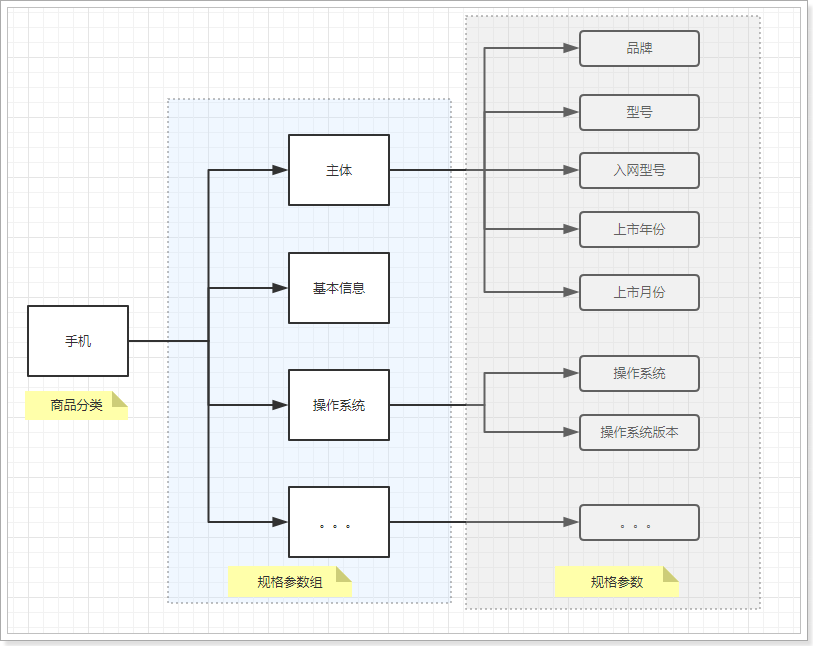 品牌
型号
主体
入网型号
上市年份
基本信息
上市月份
手机
操作系统
商品分类
操作系统
操作系统版本
。。。
。。。
规格参数组
规格参数